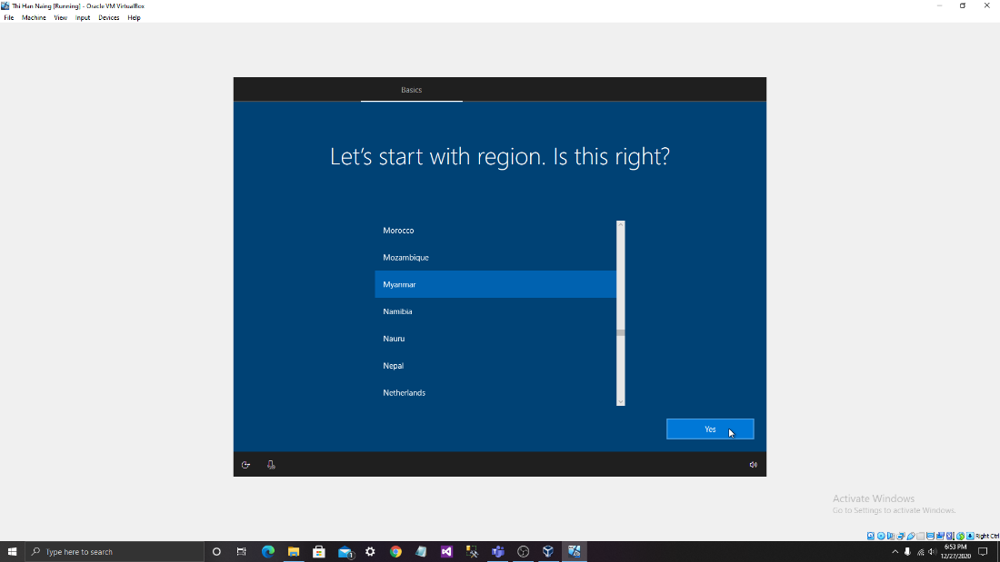 Thi Han Naing [Running] - Oracle VM VirtualBox
File Machine View Input Devices Help
Basics
Let's start with region. Is this right?
Morocco
Mozambique
Myanmar
Namibia
Nauru
Nepal
Netherlands
Yes
Activate Windows
Go to Settings to activate Windows.
Right Ctrl
Type here to search
6:53 PM
12/27/2020